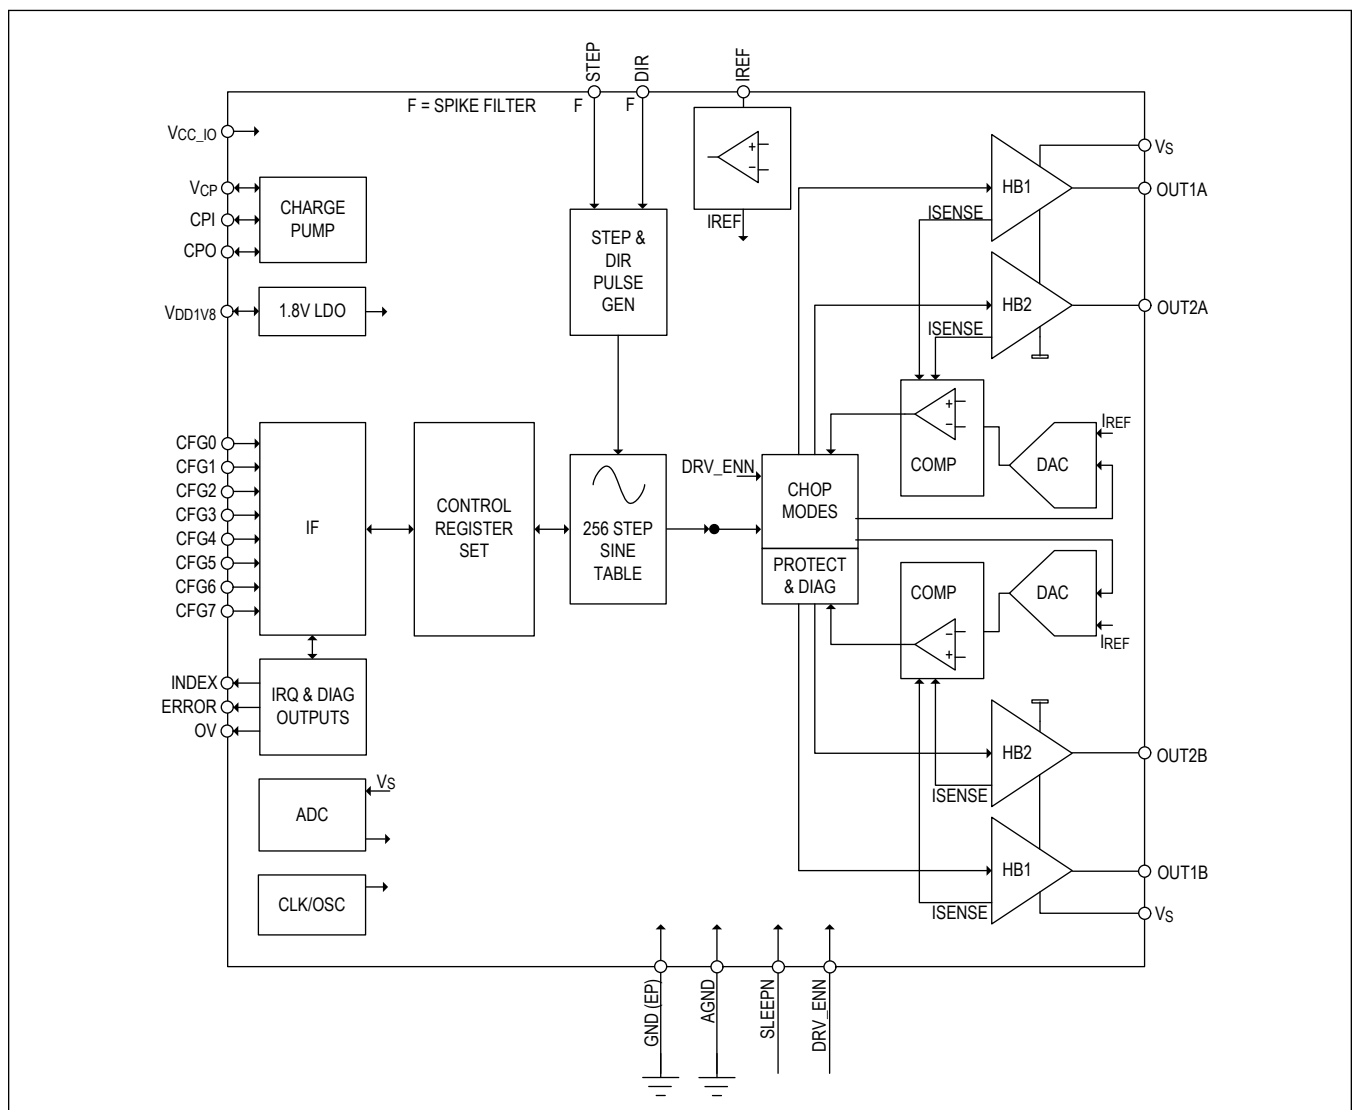 STEP
DIR
IREF
F = SPIKE FILTER
F
F
VCC_IO
VCP
CPI
CPO
CHARGE
PUMP
VDD1V8
1.8V LDO
STEP &
DIR
PULSE
GEN
IREF
+
−
HB1
ISENSE
VS
OUT1A
HB2
ISENSE
OUT2A
+
−
COMP
DAC
IREF
CFG0
CFG1
CFG2
CFG3
CFG4
CFG5
CFG6
CFG7
IF
CONTROL
REGISTER
SET
256 STEP
SINE
TABLE
DRV_ENN
CHOP
MODES
PROTECT
& DIAG
COMP
−
+
DAC
IREF
INDEX
ERROR
OV
IRQ & DIAG
OUTPUTS
HB2
ISENSE
OUT2B
ADC
VS
HB1
ISENSE
OUT1B
VS
CLK/OSC
GND (EP)
AGND
SLEEPN
DRV_ENN